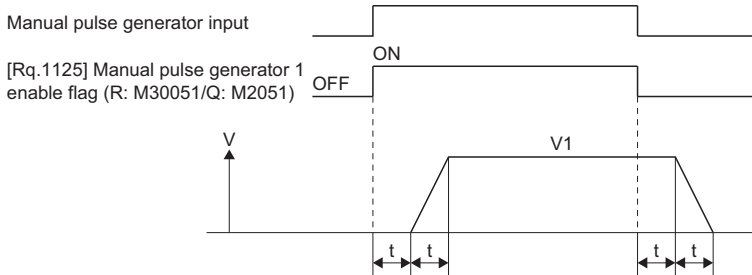 Manual pulse generator input
ON
[Rq.1125] Manual pulse generator 1
OFF
enable flag (R: M30051/Q: M2051)
V
V1
t t t t